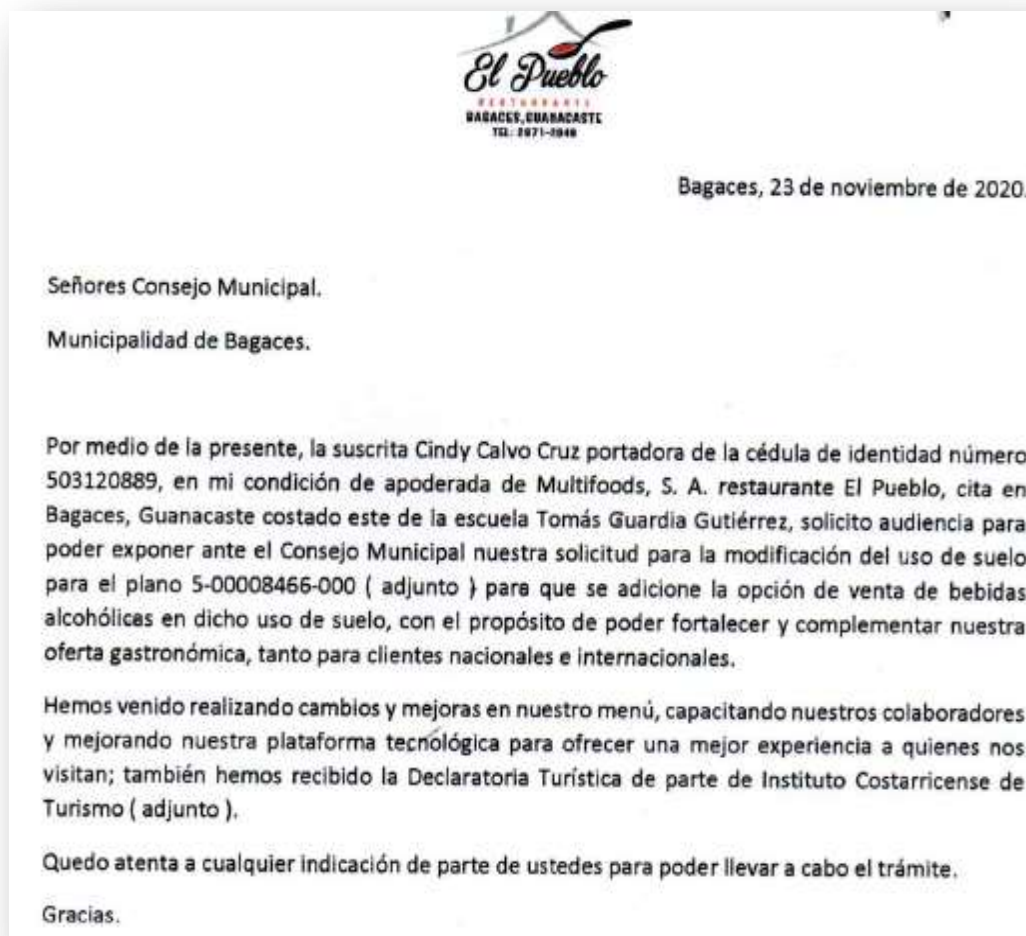 El Pueblo
RESTAURANTE
BAGACES, GUANACASTE
TEL: 2671-2848
Bagaces, 23 de noviembre de 2020.
Señores Consejo Municipal.
Municipalidad de Bagaces.
Por medio de la presente, la suscrita Cindy Calvo Cruz portadora de la cédula de identidad número
503120889, en mi condición de apoderada de Multifoods, S. A. restaurante El Pueblo, cita en
Bagaces, Guanacaste costado este de la escuela Tomás Guardia Gutiérrez, solicito audiencia para
poder exponer ante el Consejo Municipal nuestra solicitud para la modificación del uso de suelo
para el plano 5-00008466-000 ( adjunto ) para que se adicione la opción de venta de bebidas
alcohólicas en dicho uso de suelo, con el propósito de poder fortalecer y complementar nuestra
oferta gastronómica, tanto para clientes nacionales e internacionales.
Hemos venido realizando cambios y mejoras en nuestro menú, capacitando nuestros colaboradores
y mejorando nuestra plataforma tecnológica para ofrecer una mejor experiencia a quienes nos
visitan; también hemos recibido la Declaratoria Turística de parte de Instituto Costarricense de
Turismo ( adjunto ).
Quedo atenta a cualquier indicación de parte de ustedes para poder llevar a cabo el trámite.
Gracias.